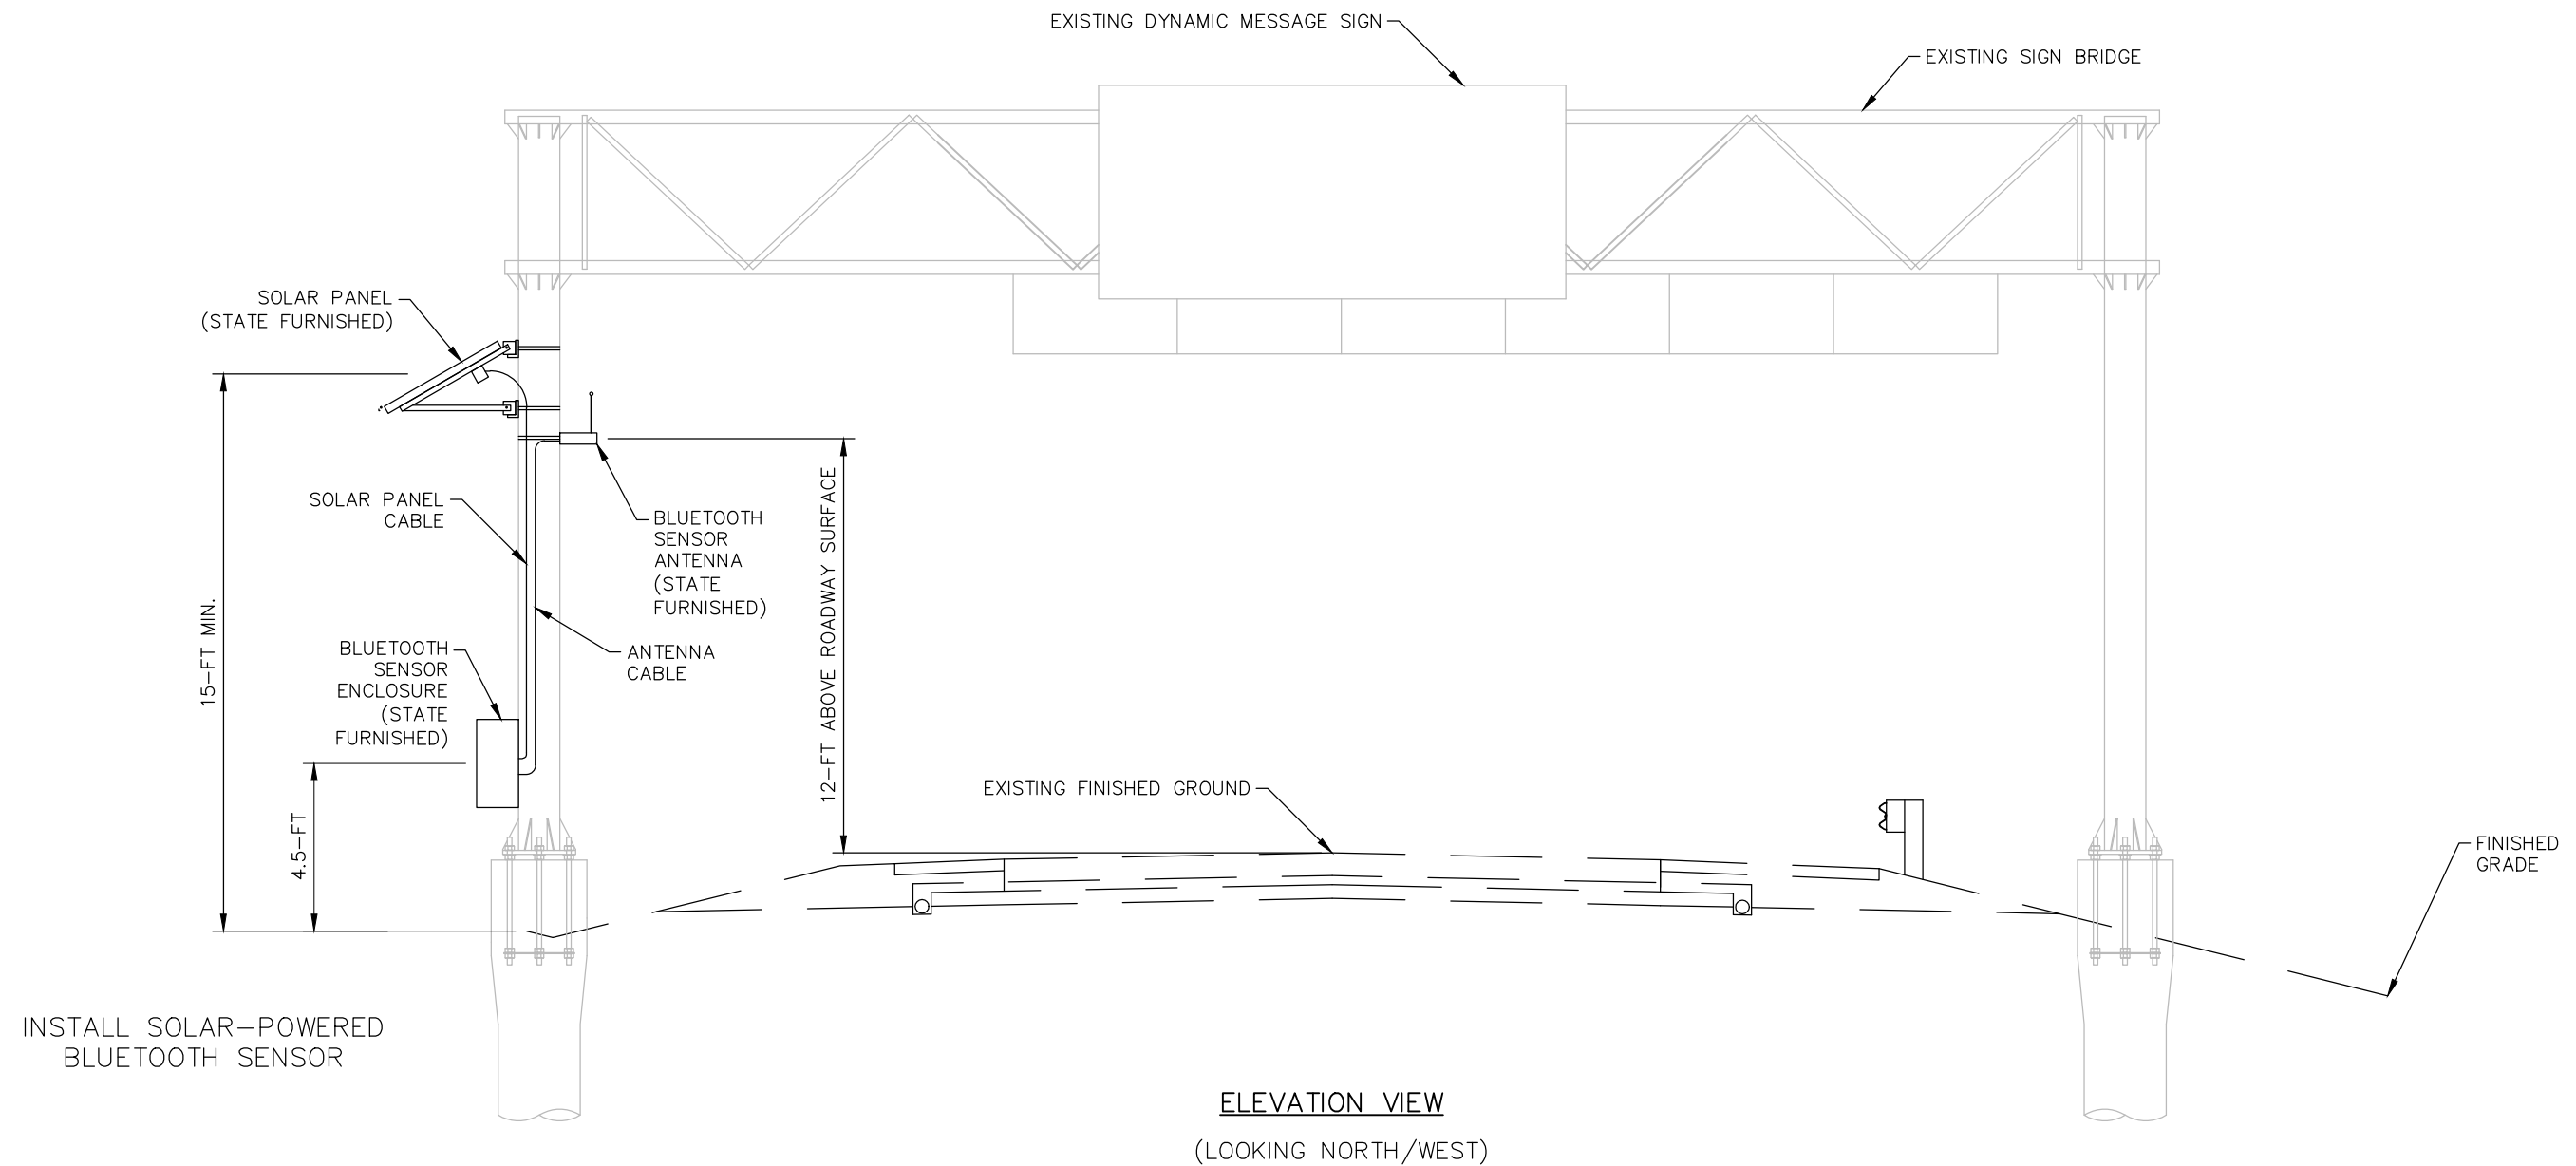 EXISTING DYNAMIC MESSAGE SIGN
EXISTING SIGN BRIDGE
SOLAR PANEL
(STATE FURNISHED)
SOLAR PANEL
CABLE
BLUETOOTH
SENSOR
ANTENNA
(STATE
FURNISHED)
12-FT ABOVE ROADWAY SURFACE
15-FT MIN.
BLUETOOTH
SENSOR
ENCLOSURE
(STATE
FURNISHED)
ANTENNA
CABLE
4.5-FT
EXISTING FINISHED GROUND
FINISHED
GRADE
INSTALL SOLAR-POWERED
BLUETOOTH SENSOR
ELEVATION VIEW
(LOOKING NORTH/WEST)